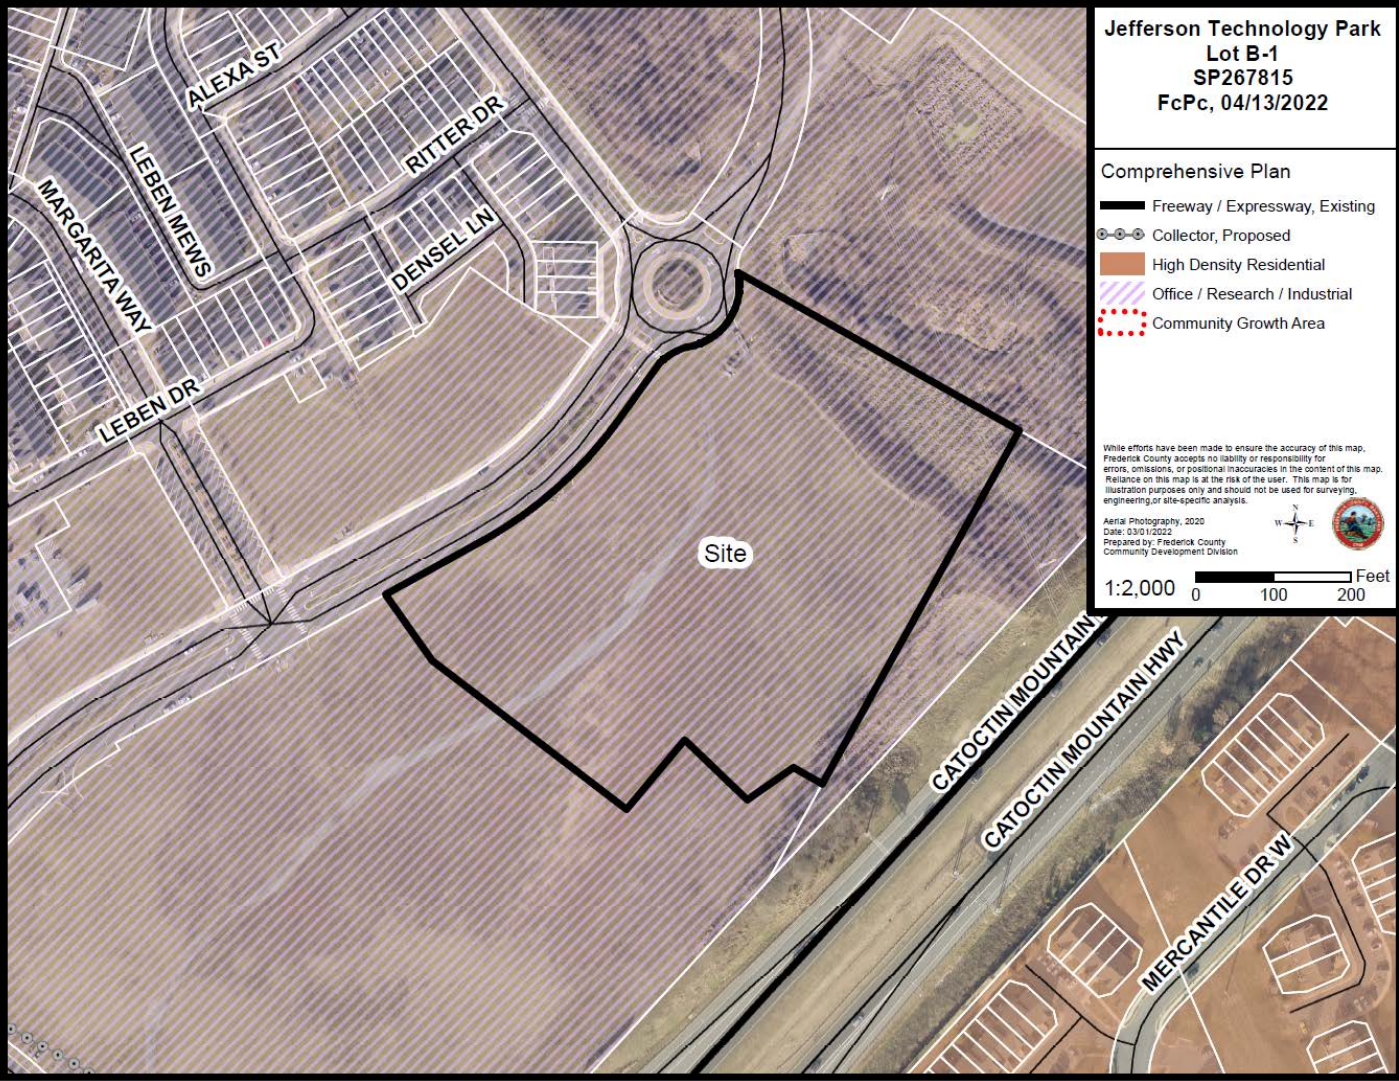 Jefferson Technology Park
Lot B-1
SP267815
FcPc, 04/13/2022
Comprehensive Plan
Freeway / Expressway, Existing
Collector, Proposed
High Density Residential
Office / Research / Industrial
Community Growth Area
While efforts have been made to ensure the accuracy of this map,
Frederick County accepts no liability or responsibility for
errors, omissions, or positional inaccuracies in the content of this map.
Reliance on this map is at the risk of the user. This map is for
illustration purposes only and should not be used for surveying,
engineering,or site-specific analysis.
Aerial Photography, 2020
Date: 03/01/2022
Prepared by: Frederick County
Community Development Division
N
W E
S
1:2,000
Feet
0 100 200
ALEXA ST
RITTER DR
LEBEN MEWS
MARGARITA WAY
DENSEL LN
LEBEN DR
Site
CATOCTIN MOUNTAIN
CATOCTIN MOUNTAIN HWY
MERCANTILE DR W